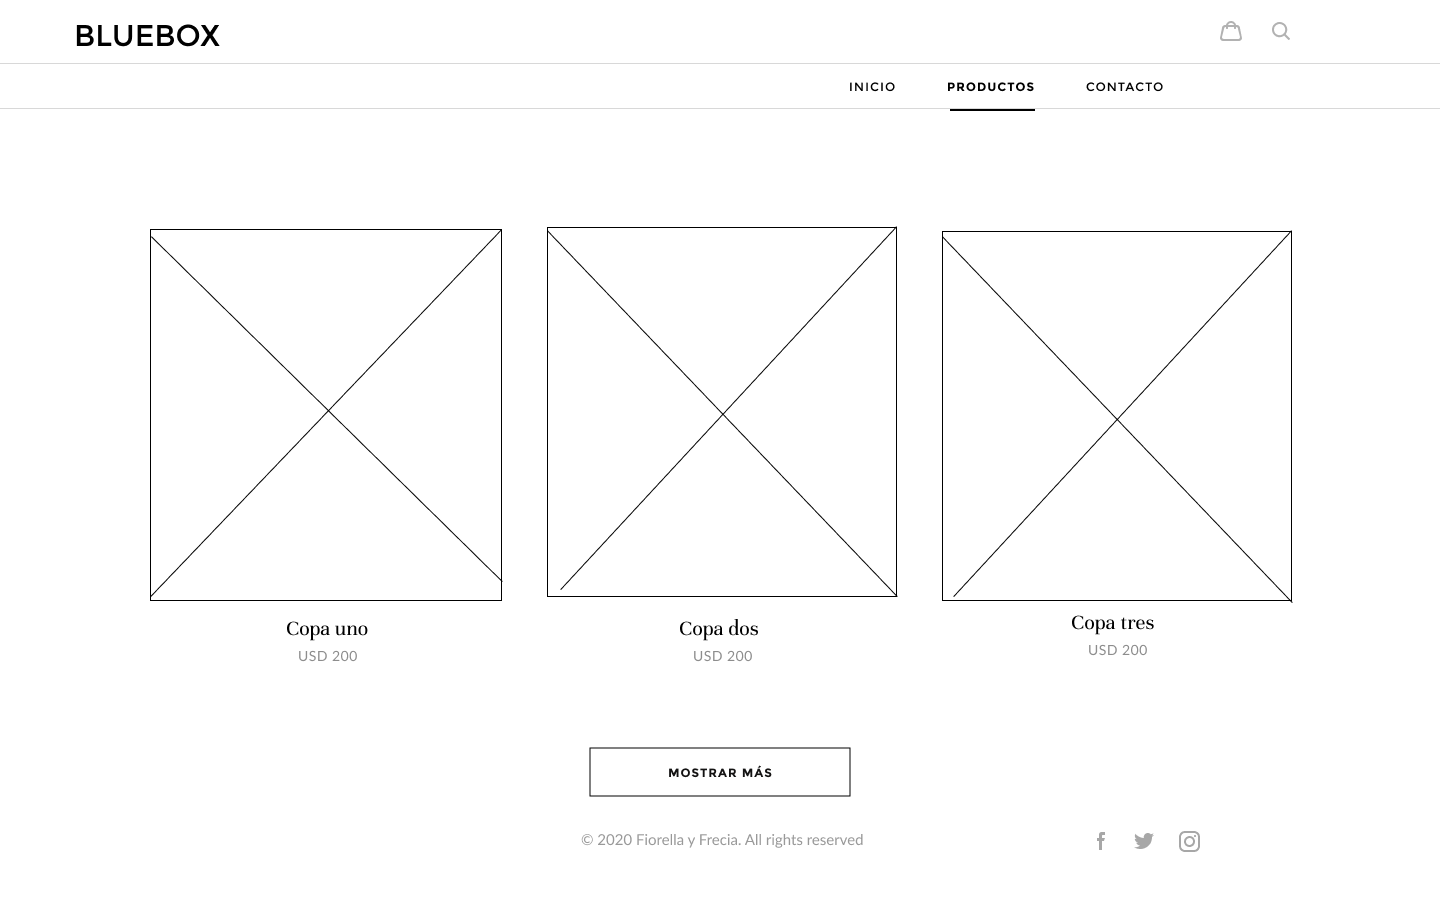 BLUEBOX
INICIO PRODUCTOS CONTACTO
Copa uno
USD 200
Copa dos
USD 200
Copa tres
USD 200
MOSTRAR MÁS
© 2020 Fiorella y Frecia. All rights reserved